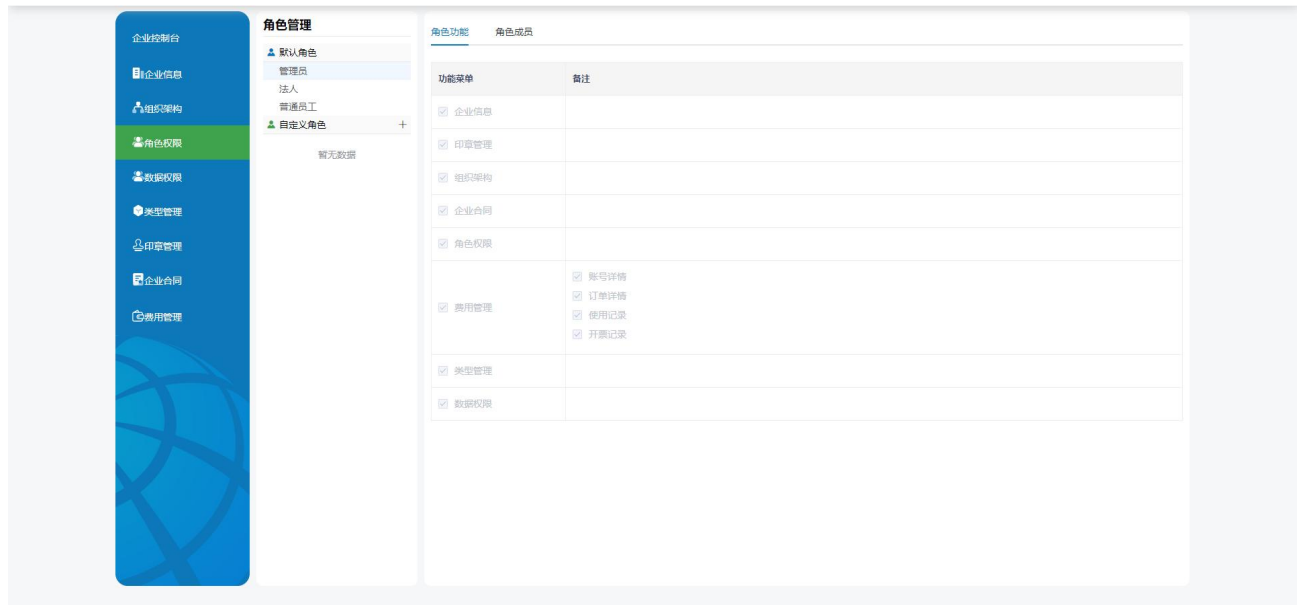 企业控制台
企业信息
组织架构
角色权限
数据权限
类型管理
印章管理
企业合同
费用管理
角色管理
默认角色
管理员
法人
普通员工
自定义角色 +
暂无数据
角色功能 角色成员
功能菜单 备注
企业信息
印章管理
组织架构
企业合同
角色权限
费用管理
账号详情
订单详情
使用记录
开票记录
类型管理
数据权限